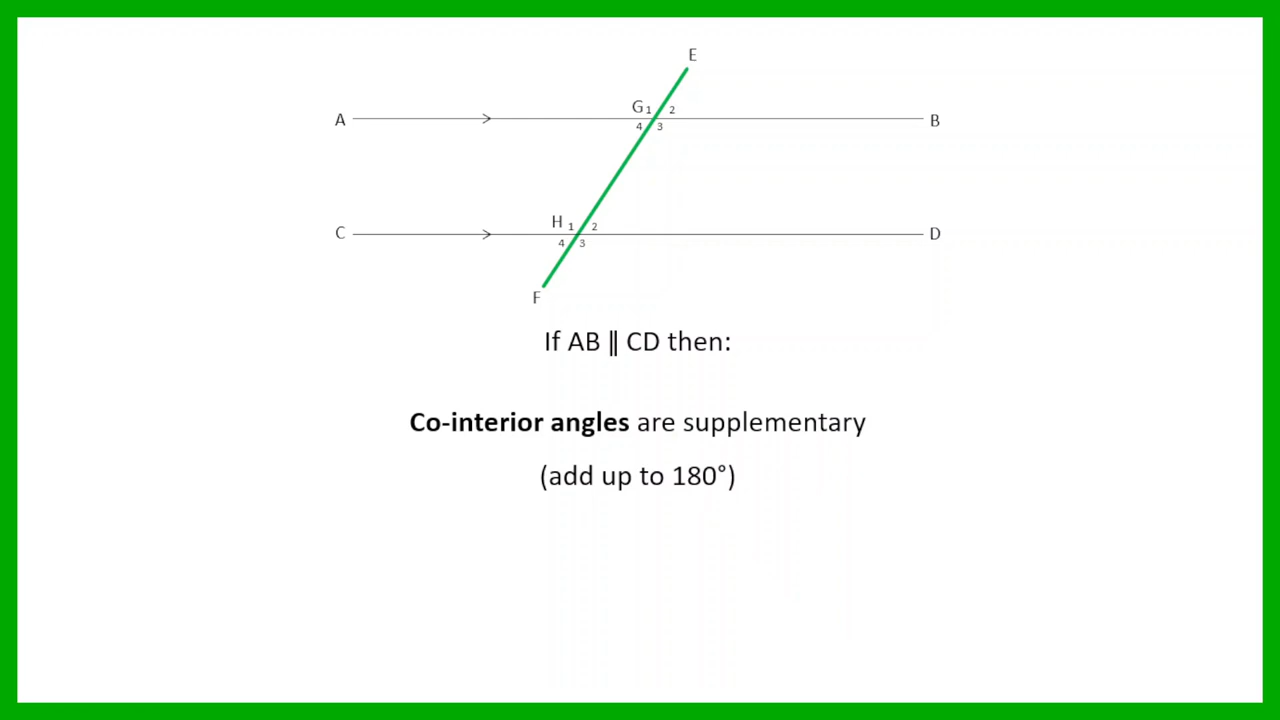 E
G 1 2
A B
4 3
H 1 2
C D
4 3
F
If AB ∥ CD then:
Co-interior angles are supplementary
(add up to 180°)